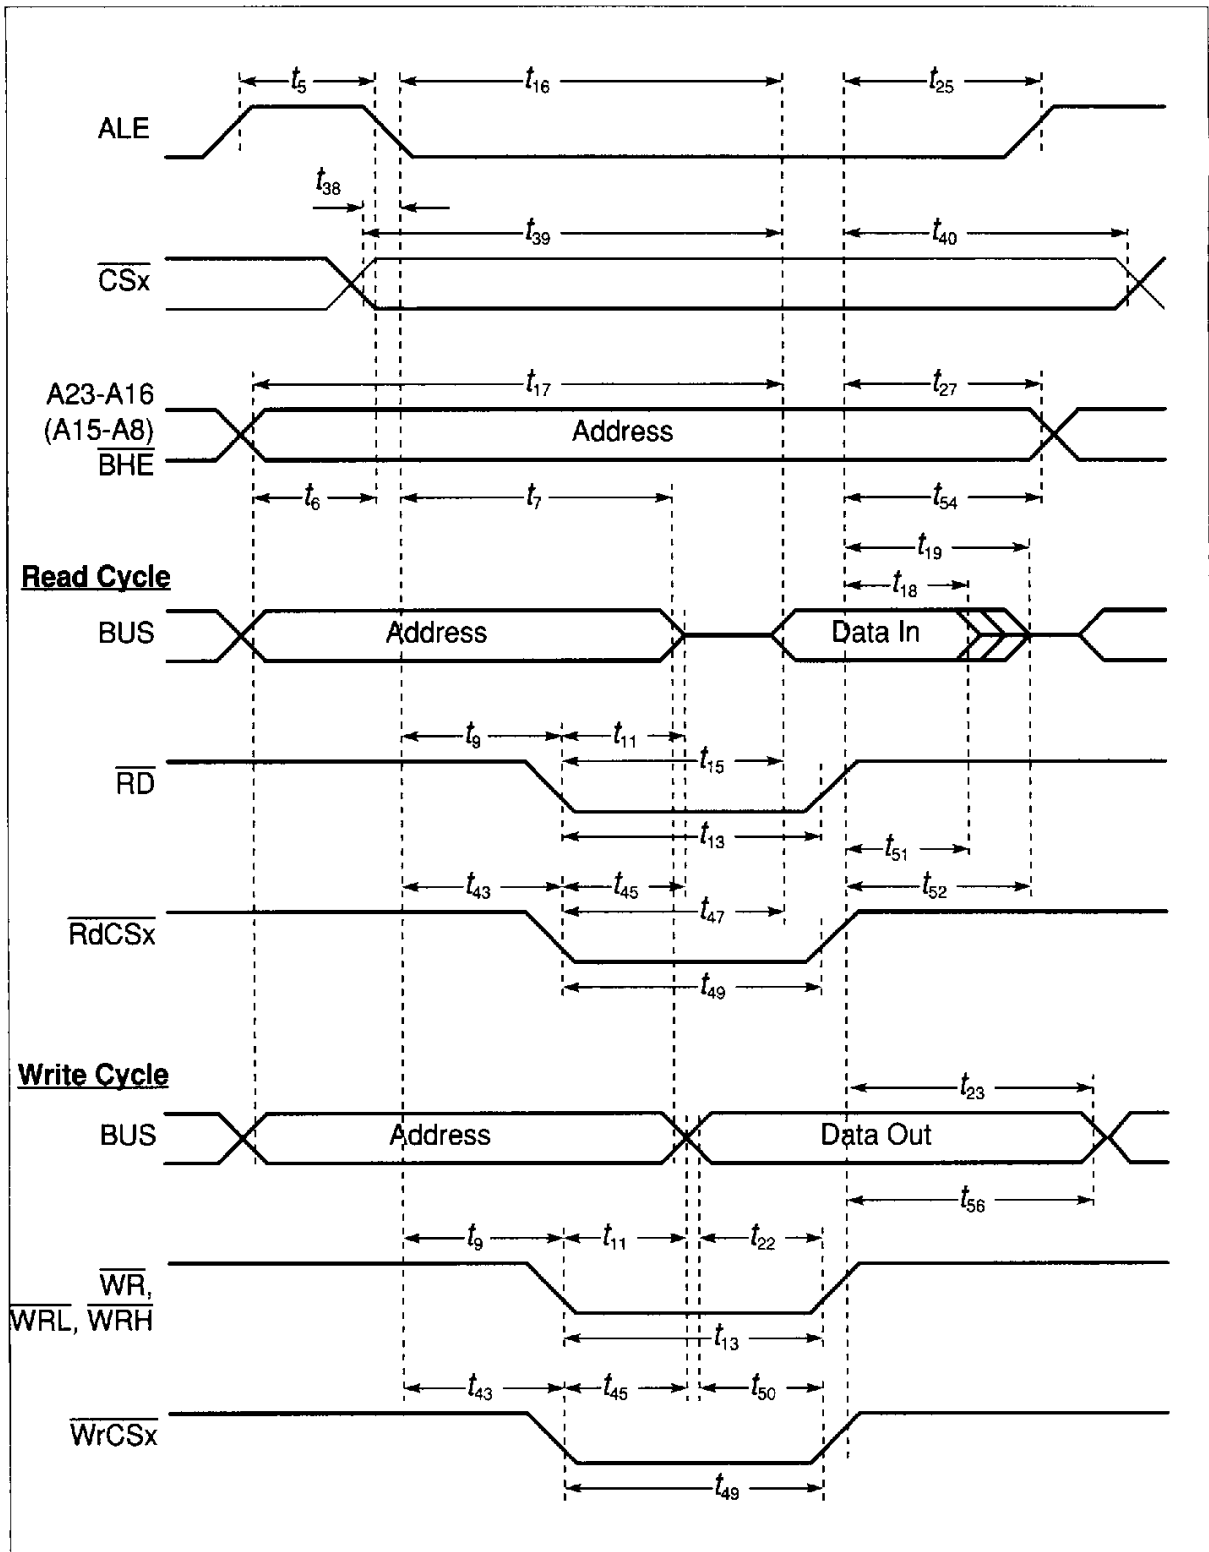 t5 t16 t25
ALE
t38
t39 t40
CSx
t17 t27
A23-A16
(A15-A8) Address
BHE
t6 t7 t54
t19
Read Cycle t18
BUS Address Data In
t9 t11
t15
RD
t13
t51
t43 t45 t52
t47
RdCSx
t49
Write Cycle
t23
BUS Address Data Out
t56
t9 t11 t22
WR,
WRL, WRH
t13
t43 t45 t50
WrCSx
t49